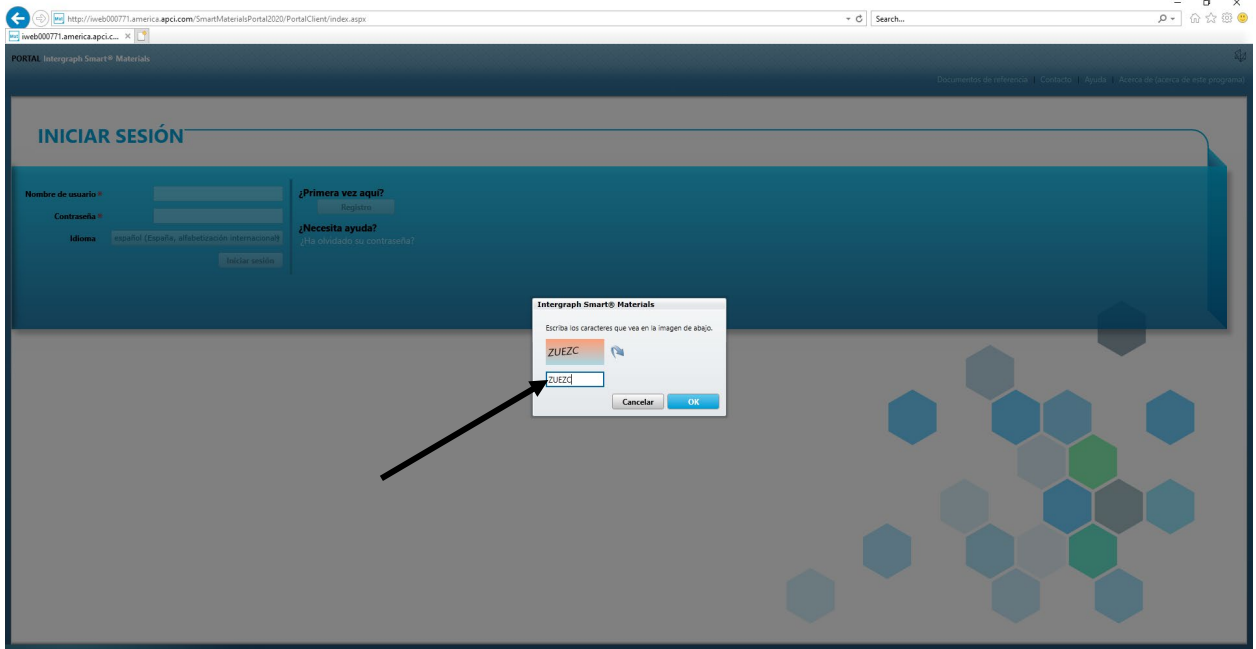 http://iweb000771.america.apci.com/SmartMaterialsPortal2020/PortalClient/index.aspx
Search...
iweb000771.america.apci.c...
PORTAL Intergraph Smart® Materials
Documentos de referencia | Contacto | Ayuda | Acerca de (acerca de este programa)
INICIAR SESIÓN
Nombre de usuario *
Contraseña *
Idioma español (España, alfabetización internacional)
Iniciar sesión
¿Primera vez aquí?
Registro
¿Necesita ayuda?
¿Ha olvidado su contraseña?
Intergraph Smart® Materials
Escriba los caracteres que vea en la imagen de abajo.
ZUEZC
ZUEZC
Cancelar OK